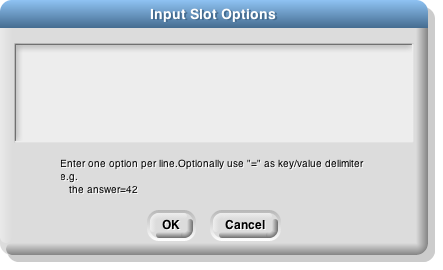 Input Slot Options
Enter one option per line.Optionally use "=" as key/value delimiter
e.g.
the answer=42
OK
Cancel